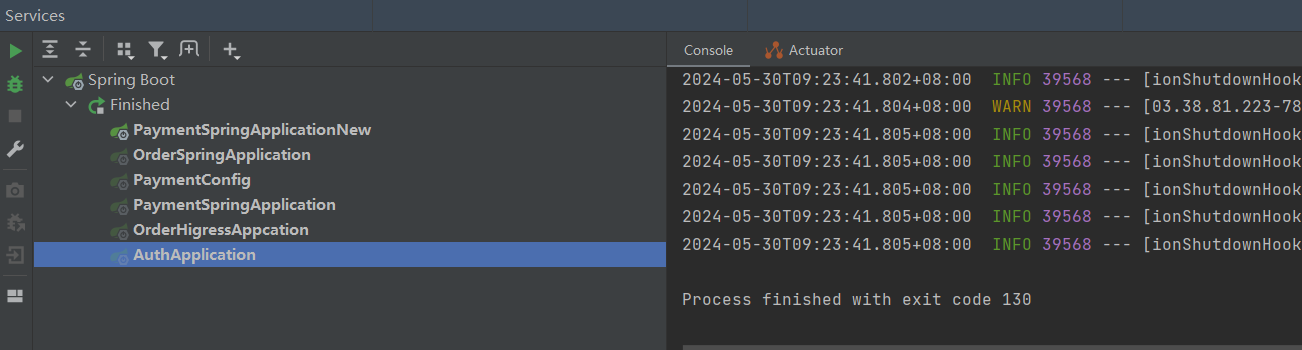 Services
Spring Boot
Finished
PaymentSpringApplicationNew
OrderSpringApplication
PaymentConfig
PaymentSpringApplication
OrderHigressAppcation
AuthApplication
Console Actuator
2024-05-30T09:23:41.802+08:00 INFO 39568 --- [ionShutdownHook
2024-05-30T09:23:41.804+08:00 WARN 39568 --- [03.38.81.223-78
2024-05-30T09:23:41.805+08:00 INFO 39568 --- [ionShutdownHook
2024-05-30T09:23:41.805+08:00 INFO 39568 --- [ionShutdownHook
2024-05-30T09:23:41.805+08:00 INFO 39568 --- [ionShutdownHook
2024-05-30T09:23:41.805+08:00 INFO 39568 --- [ionShutdownHook
2024-05-30T09:23:41.805+08:00 INFO 39568 --- [ionShutdownHook
Process finished with exit code 130